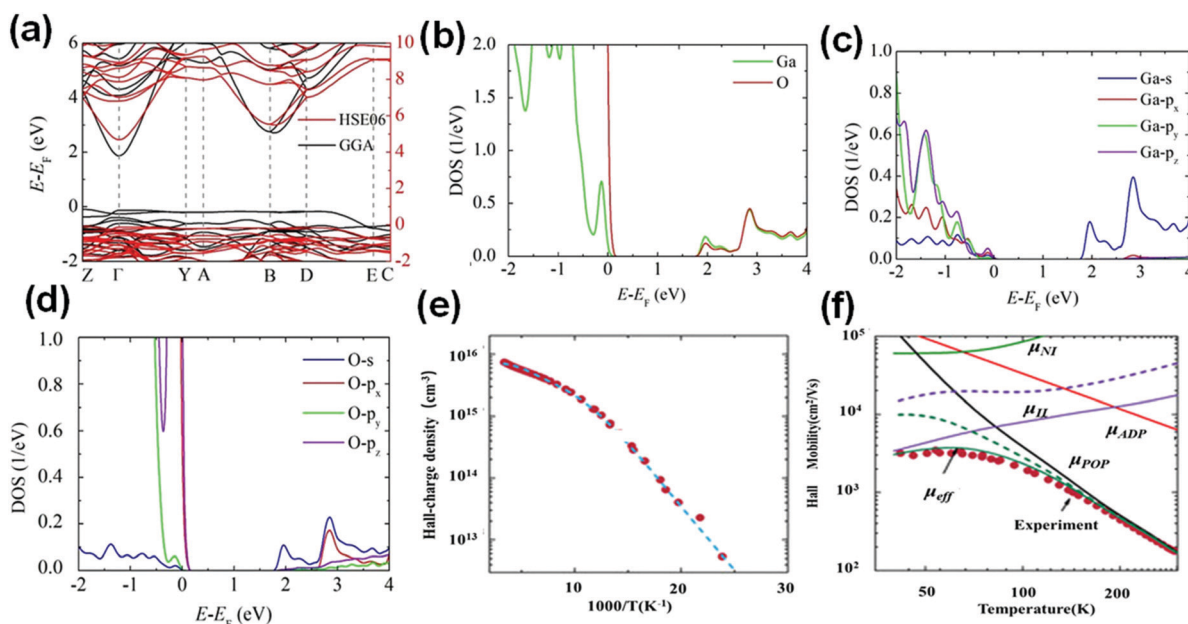 (a)
6
4
2
0
-2
E-E_F (eV)
10
8
6
4
2
0
-2
HSE06
GGA
Z Γ Y A B D E C
(b)
2.0
1.5
1.0
0.5
0.0
DOS (1/eV)
Ga
O
-2 -1 0 1 2 3 4
E-E_F (eV)
(c)
1.0
0.8
0.6
0.4
0.2
0.0
DOS (1/eV)
Ga-s
Ga-p_x
Ga-p_y
Ga-p_z
-2 -1 0 1 2 3 4
E-E_F (eV)
(d)
1.0
0.8
0.6
0.4
0.2
0.0
DOS (1/eV)
O-s
O-p_x
O-p_y
O-p_z
-2 -1 0 1 2 3 4
E-E_F (eV)
(e)
10^16
10^15
10^14
10^13
Hall-charge density (cm^-3)
10 20 30
1000/T(K^-1)
(f)
10^5
10^4
10^3
10^2
Hall Mobility(cm^2/Vs)
μ_NI
μ_II
μ_ADP
μ_POP
μ_eff
Experiment
50 100 200
Temperature(K)